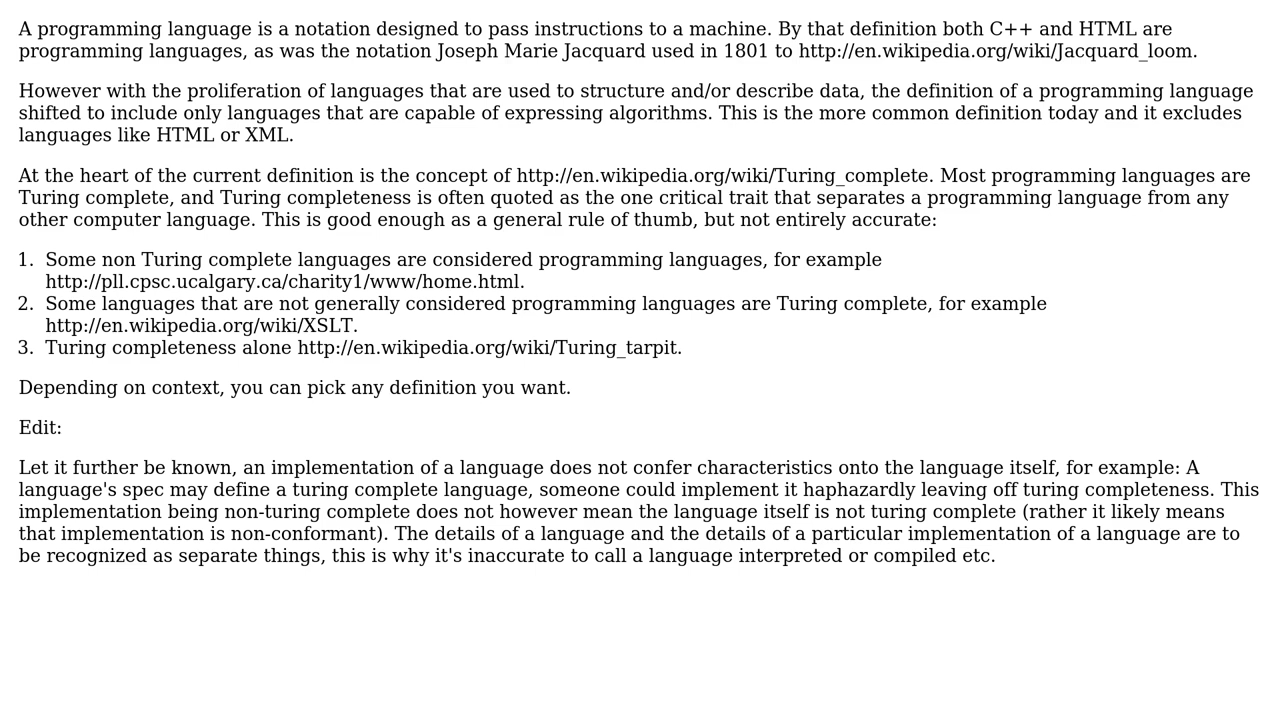 A programming language is a notation designed to pass instructions to a machine. By that definition both C++ and HTML are
programming languages, as was the notation Joseph Marie Jacquard used in 1801 to http://en.wikipedia.org/wiki/Jacquard_loom.
However with the proliferation of languages that are used to structure and/or describe data, the definition of a programming language
shifted to include only languages that are capable of expressing algorithms. This is the more common definition today and it excludes
languages like HTML or XML.
At the heart of the current definition is the concept of http://en.wikipedia.org/wiki/Turing_complete. Most programming languages are
Turing complete, and Turing completeness is often quoted as the one critical trait that separates a programming language from any
other computer language. This is good enough as a general rule of thumb, but not entirely accurate:
1. Some non Turing complete languages are considered programming languages, for example
http://pll.cpsc.ucalgary.ca/charity1/www/home.html.
2. Some languages that are not generally considered programming languages are Turing complete, for example
http://en.wikipedia.org/wiki/XSLT.
3. Turing completeness alone http://en.wikipedia.org/wiki/Turing_tarpit.
Depending on context, you can pick any definition you want.
Edit:
Let it further be known, an implementation of a language does not confer characteristics onto the language itself, for example: A
language's spec may define a turing complete language, someone could implement it haphazardly leaving off turing completeness. This
implementation being non-turing complete does not however mean the language itself is not turing complete (rather it likely means
that implementation is non-conformant). The details of a language and the details of a particular implementation of a language are to
be recognized as separate things, this is why it's inaccurate to call a language interpreted or compiled etc.